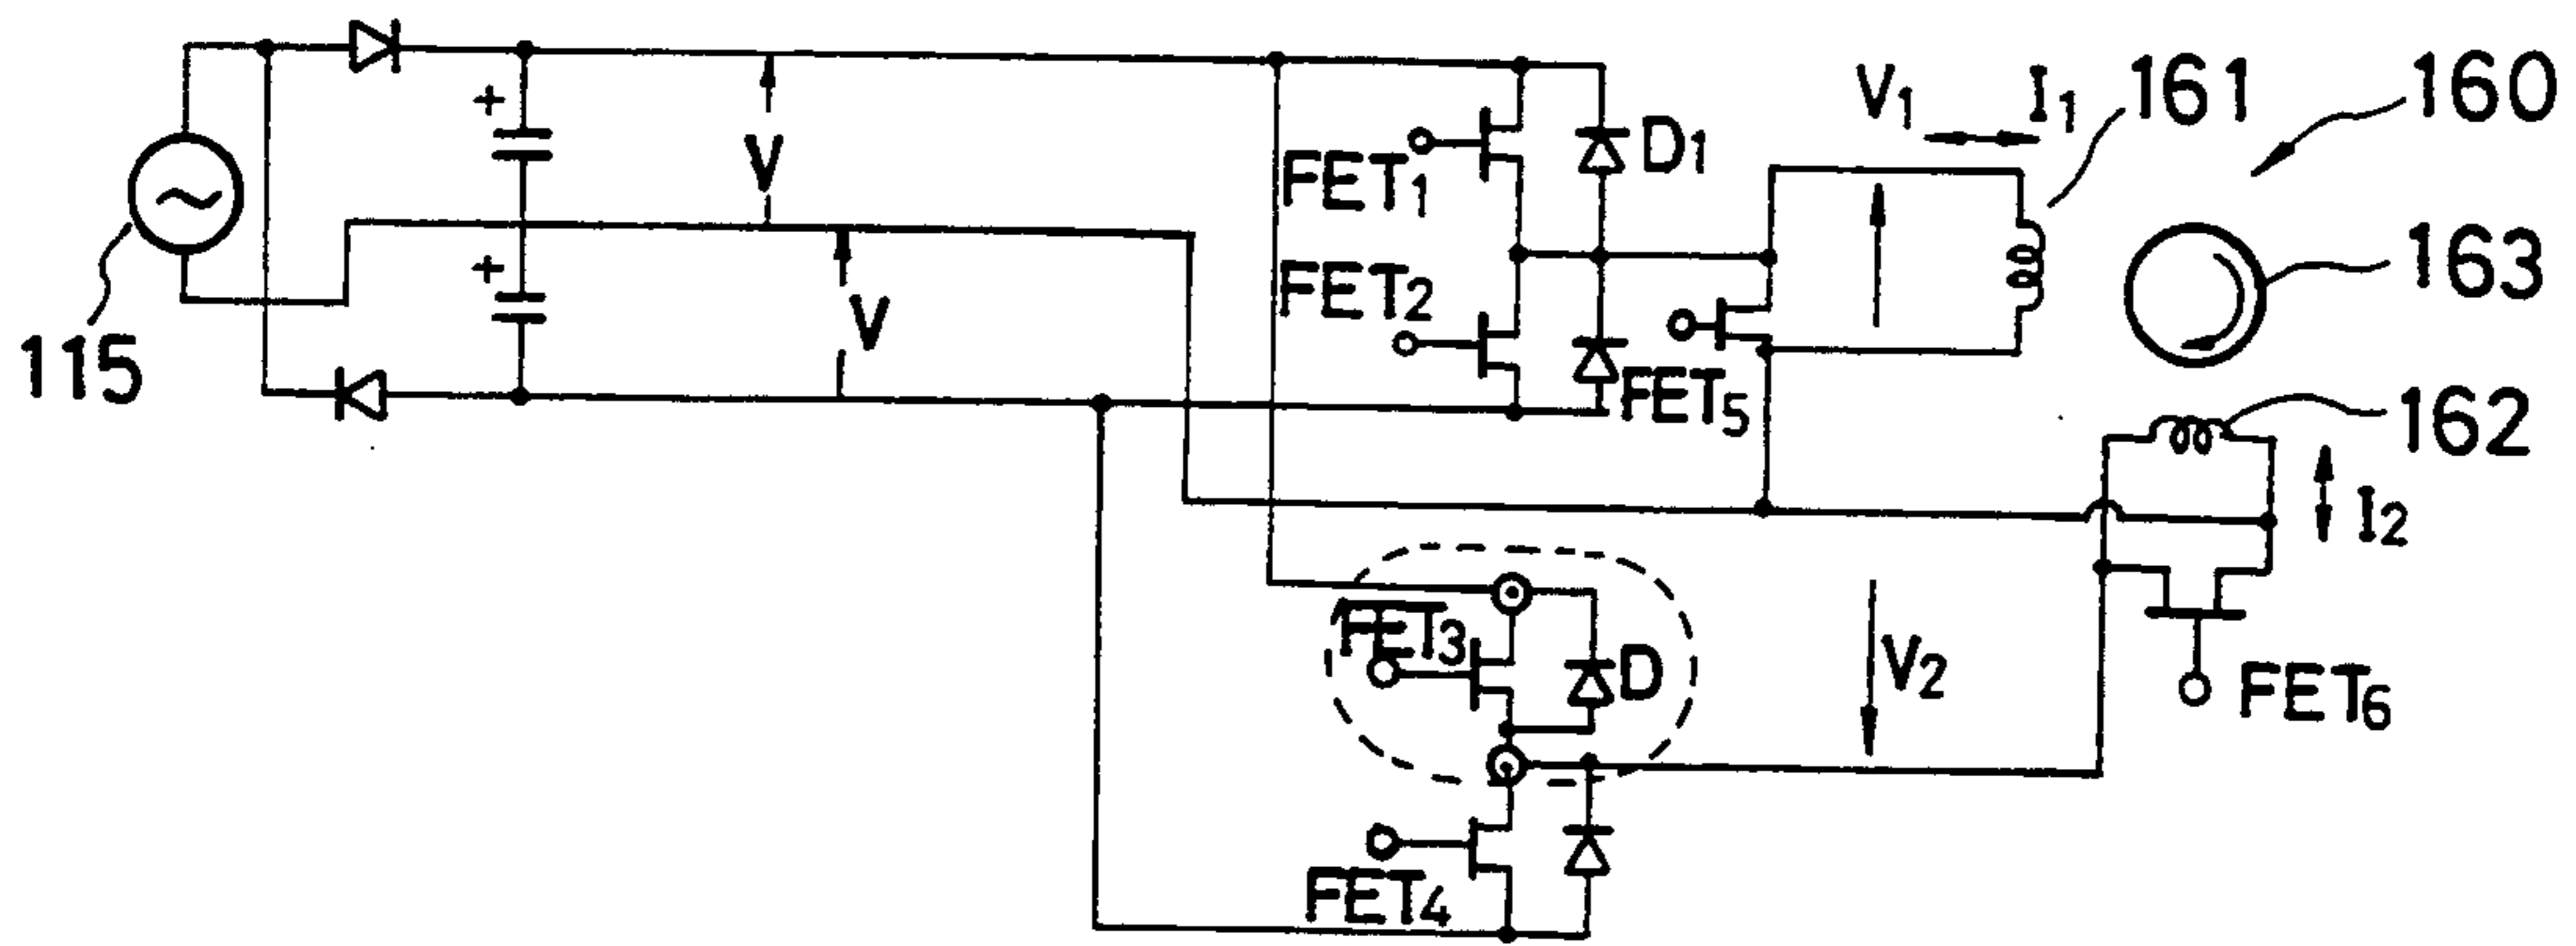 115
+
+
V
V
FET1
D1
FET2
FET5
V1
I1
161
160
163
162
I2
FET3
D
V2
FET6
FET4